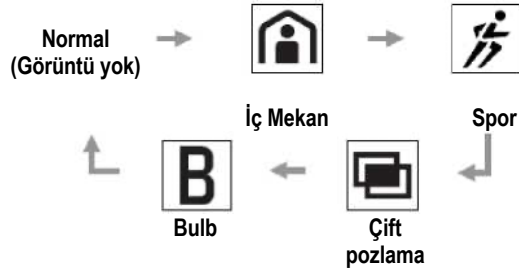 Normal
(Görüntü yok)
İç Mekan
Spor
B
Bulb
Çift
pozlama